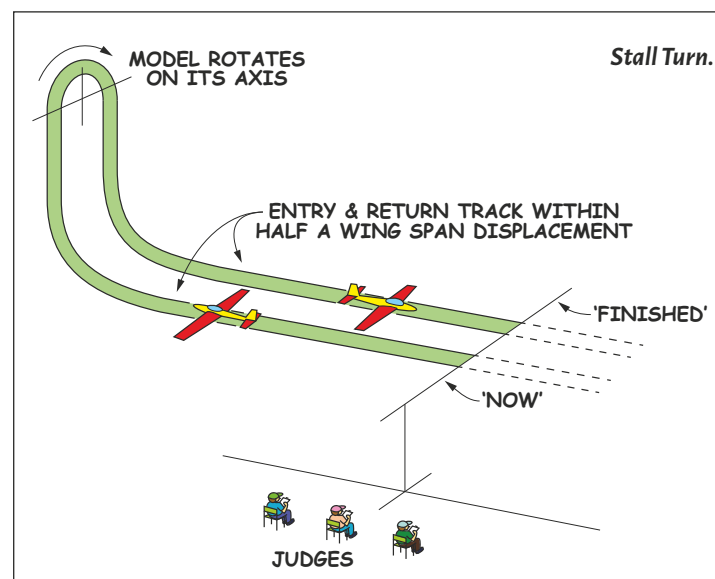 Stall Turn.
MODEL ROTATES
ON ITS AXIS
ENTRY & RETURN TRACK WITHIN
HALF A WING SPAN DISPLACEMENT
'FINISHED'
'NOW'
JUDGES